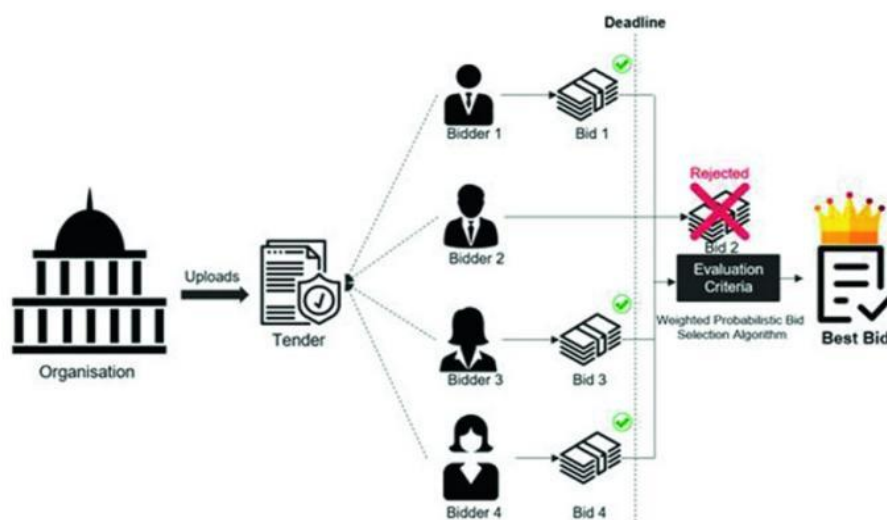 Deadline
Bidder 1
Bid 1
Rejected
Bid 2
Bidder 2
Uploads
Evaluation
Criteria
Tender
Weighted Probabilistic Bid
Selection Algorithm
Best Bid
Organisation
Bidder 3
Bid 3
Bidder 4
Bid 4